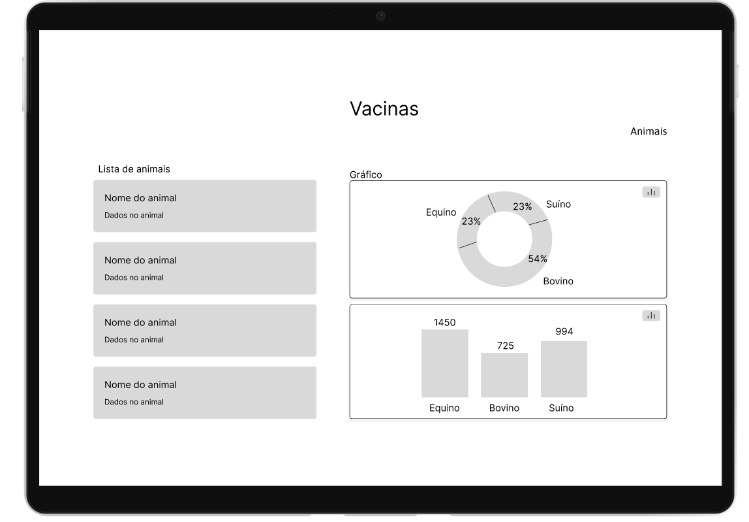 Vacinas
Animais
Lista de animais
Nome do animal
Dados no animal
Nome do animal
Dados no animal
Nome do animal
Dados no animal
Nome do animal
Dados no animal
Gráfico
Equino
23%
23%
Suíno
54%
Bovino
1450
725
994
Equino
Bovino
Suíno